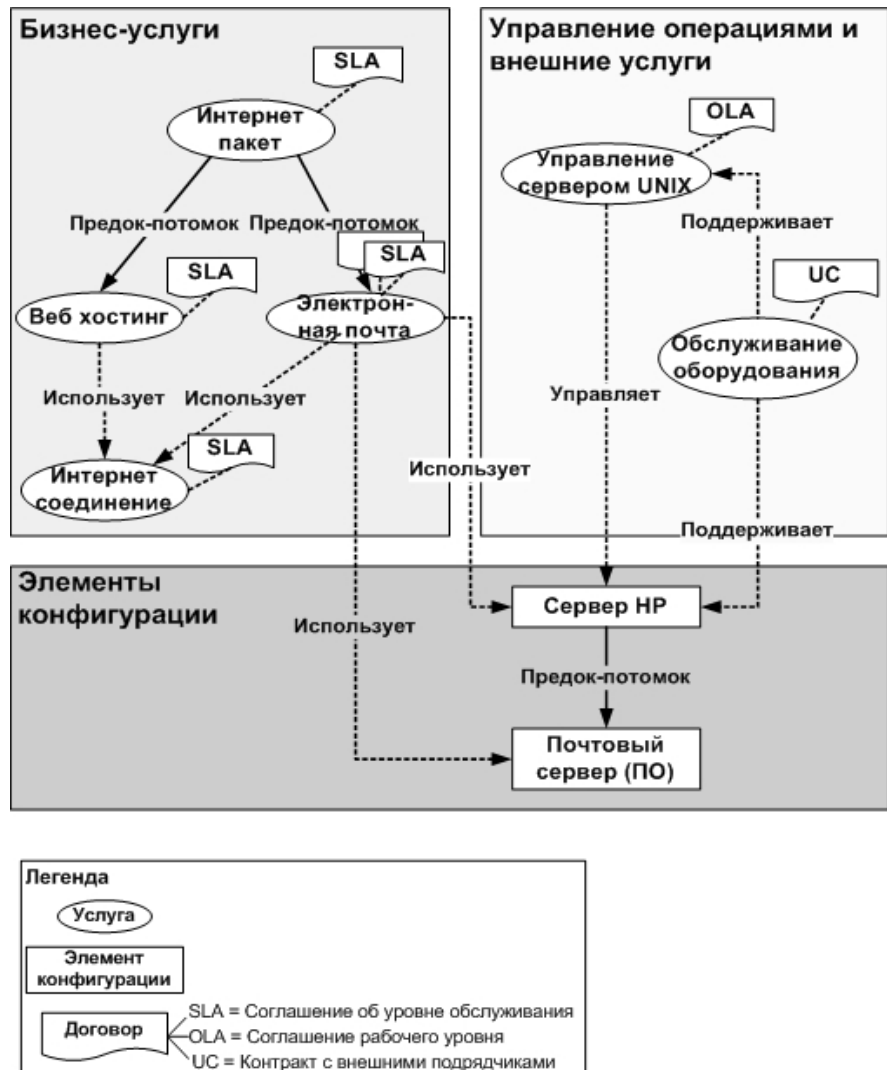 Бизнес-услуги
SLA
Интернет
пакет
Предок-потомок
Предок-потомок
SLA
SLA
Веб хостинг
Электрон-
ная почта
Использует
Использует
SLA
Интернет
соединение
Использует
Управление операциями и
внешние услуги
OLA
Управление
сервером UNIX
Поддерживает
UC
Обслуживание
оборудования
Управляет
Поддерживает
Элементы
конфигурации
Использует
Сервер HP
Предок-потомок
Почтовый
сервер (ПО)
Легенда
Услуга
Элемент
конфигурации
Договор
SLA = Соглашение об уровне обслуживания
OLA = Соглашение рабочего уровня
UC = Контракт с внешними подрядчиками